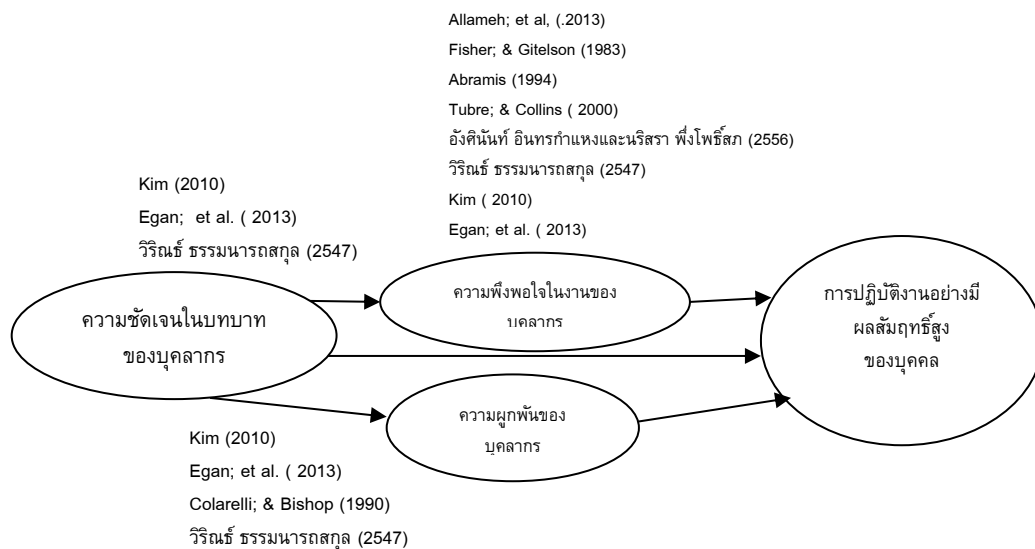 Allameh; et al, (.2013)
Fisher; & Gitelson (1983)
Abramis (1994)
Tubre; & Collins ( 2000)
อังศินันท์ อินทรกำแหงและนริสรา พึ่งโพธิ์สภ (2556)
วิริณธ์ ธรรมนารถสกุล (2547)
Kim ( 2010)
Egan; et al. ( 2013)
Kim (2010)
Egan; et al. ( 2013)
วิริณธ์ ธรรมนารถสกุล (2547)
ความชัดเจนในบทบาท
ของบุคลากร
ความพึงพอใจในงานของ
บุคลากร
ความผูกพันของ
บุคลากร
การปฏิบัติงานอย่างมี
ผลสัมฤทธิ์สูง
ของบุคคล
Kim (2010)
Egan; et al. ( 2013)
Colarelli; & Bishop (1990)
วิริณธ์ ธรรมนารถสกุล (2547)